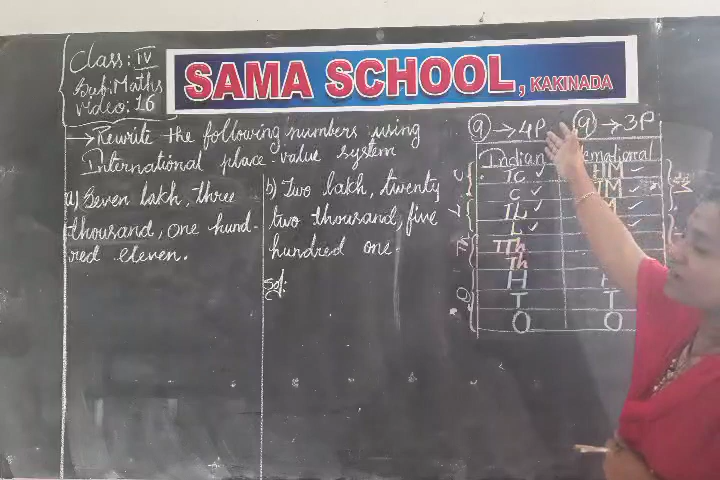 Class: IV
Sub: Maths
video: 16
SAMA SCHOOL, KAKINADA
→Rewrite the following numbers using
International place-value system
a) Seven lakh, three
thousand, one hund-
red eleven.
b) Two lakh, twenty
two thousand, five
hundred one.
Sol:
9 →4P
9 →3P
Indian
TC ✓ HM ✓
C ✓ TM ✓
TL ✓ M ✓
L ✓ ✓
TTh
Th
H H
T T
O O